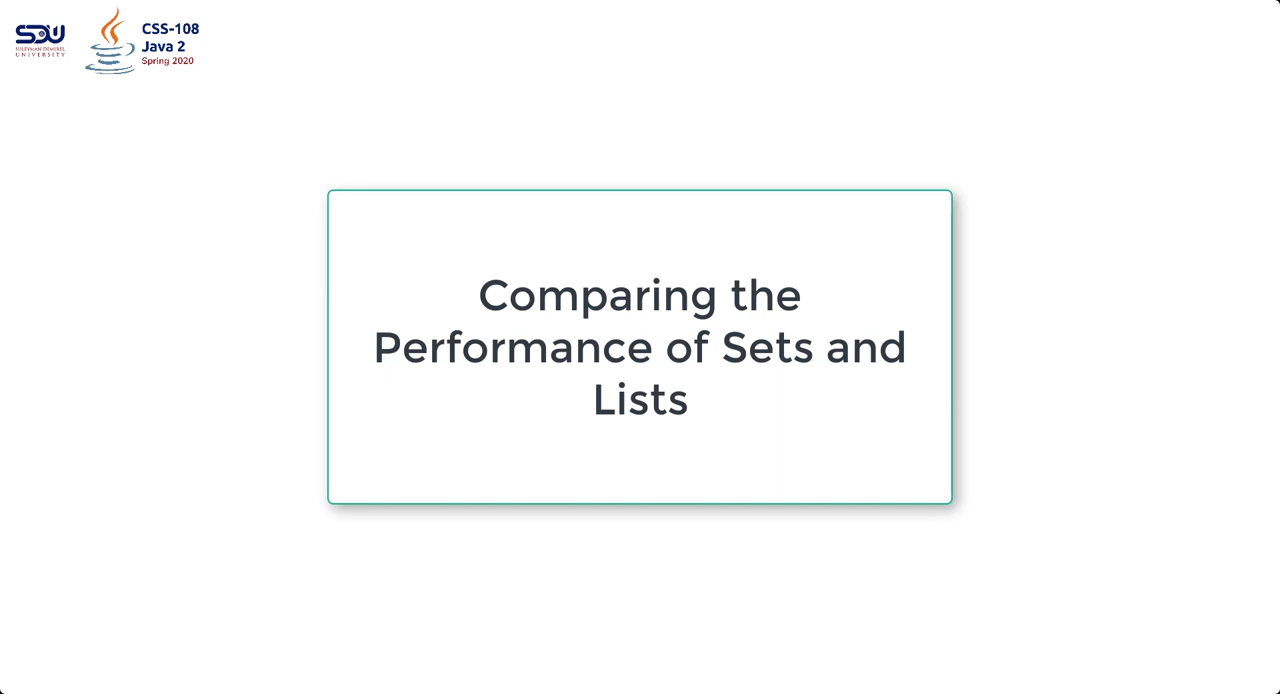 SDU
SULEYMAN DEMIREL
UNIVERSITY
CSS-108
Java 2
Spring 2020
Comparing the
Performance of Sets and
Lists